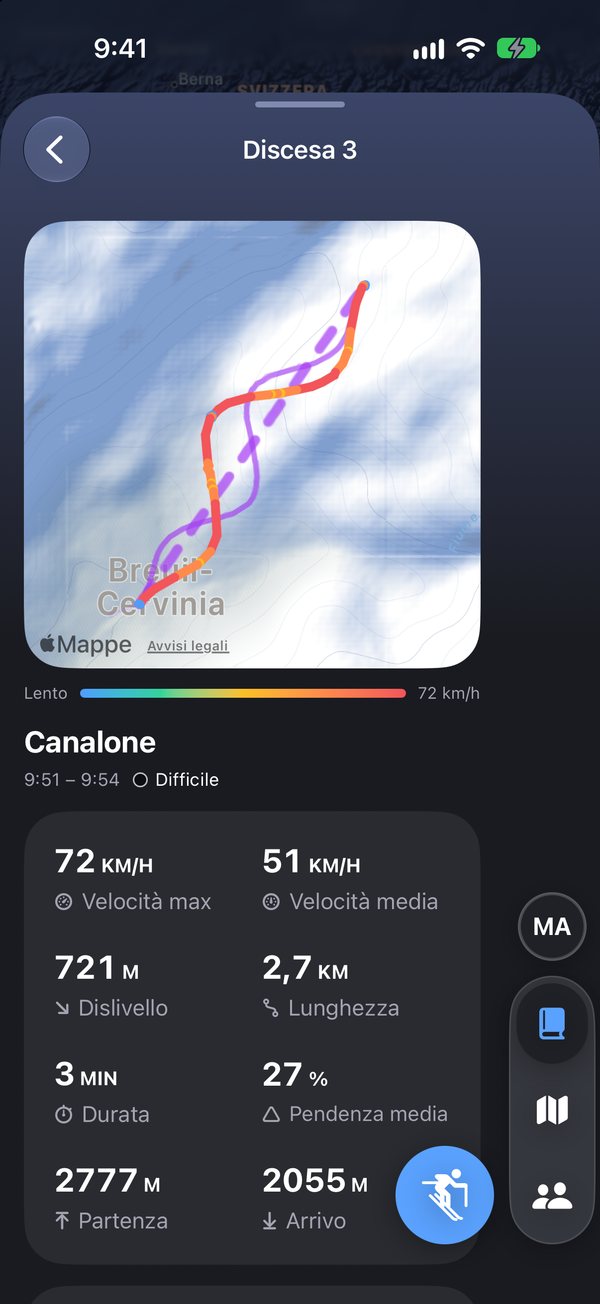 9:41
Berna
SVIZZERA
Discesa 3
Breuil-
Cervinia
Mappe Avvisi legali
Lento 72 km/h
Canalone
9:51 – 9:54 Difficile
72 KM/H 51 KM/H
Velocità max Velocità media
MA
721 M 2,7 KM
Dislivello Lunghezza
3 MIN 27 %
Durata Pendenza media
2777 M 2055 M
Partenza Arrivo